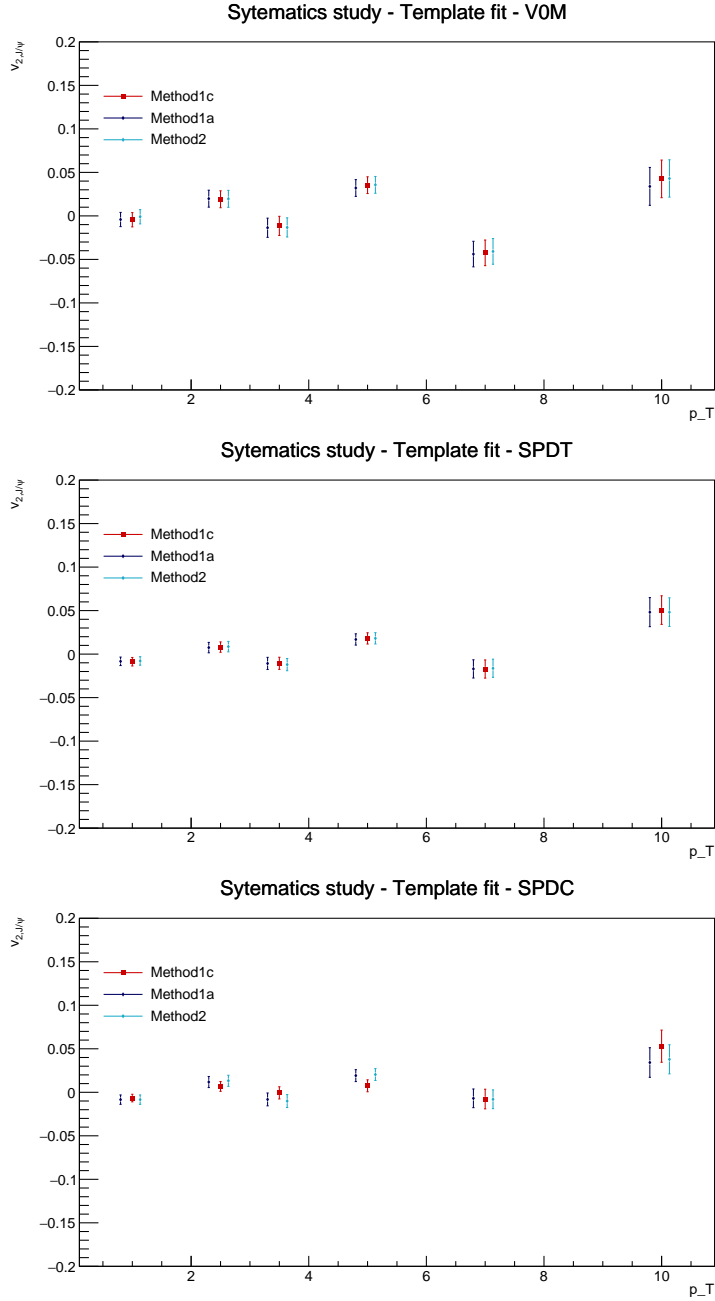 Sytematics study - Template fit - V0M
v2,J/ψ
0.2
0.15
0.1
0.05
0
−0.05
−0.1
−0.15
−0.2
Method1c
Method1a
Method2
2 4 6 8 10
p_T
Sytematics study - Template fit - SPDT
v2,J/ψ
0.2
0.15
0.1
0.05
0
−0.05
−0.1
−0.15
−0.2
Method1c
Method1a
Method2
2 4 6 8 10
p_T
Sytematics study - Template fit - SPDC
v2,J/ψ
0.2
0.15
0.1
0.05
0
−0.05
−0.1
−0.15
−0.2
Method1c
Method1a
Method2
2 4 6 8 10
p_T